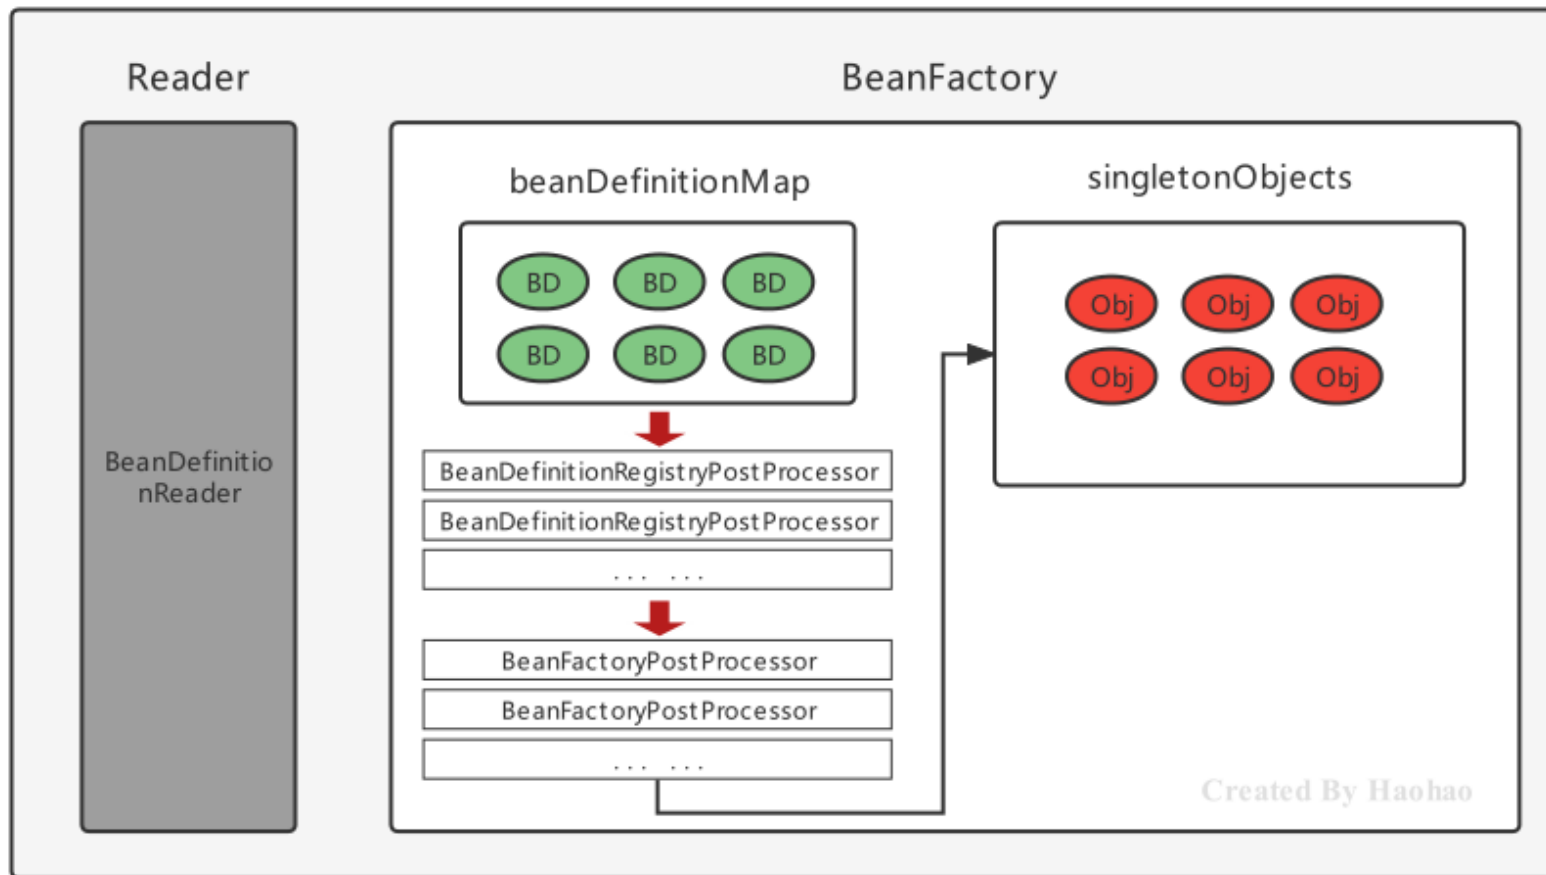 Reader
BeanDefinitio
nReader
BeanFactory
beanDefinitionMap
BD BD BD
BD BD BD
BeanDefinitionRegistryPostProcessor
BeanDefinitionRegistryPostProcessor
... ...
BeanFactoryPostProcessor
BeanFactoryPostProcessor
... ...
singletonObjects
Obj Obj Obj
Obj Obj Obj
Created By Haohao